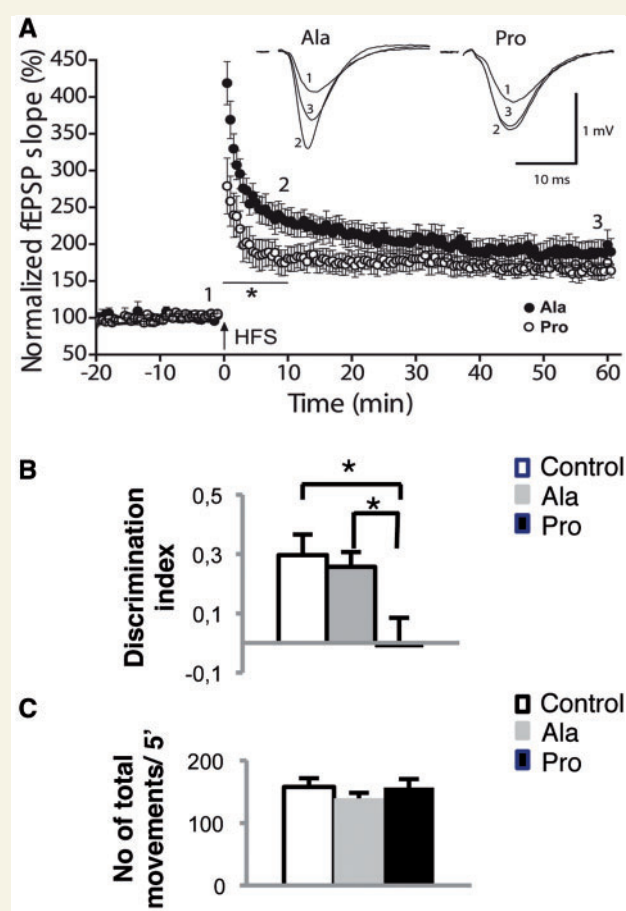 A
Ala
Pro
Normalized fEPSP slope (%)
450
400
350
300
250
200
150
100
50
1
3
2
1
3
2
1 mV
10 ms
1
2
3
*
HFS
Ala
Pro
-20
-10
0
10
20
30
40
50
60
Time (min)
B
Discrimination
index
0,5
0,3
0,1
-0,1
*
*
Control
Ala
Pro
C
No of total
movements/ 5'
200
100
0
Control
Ala
Pro